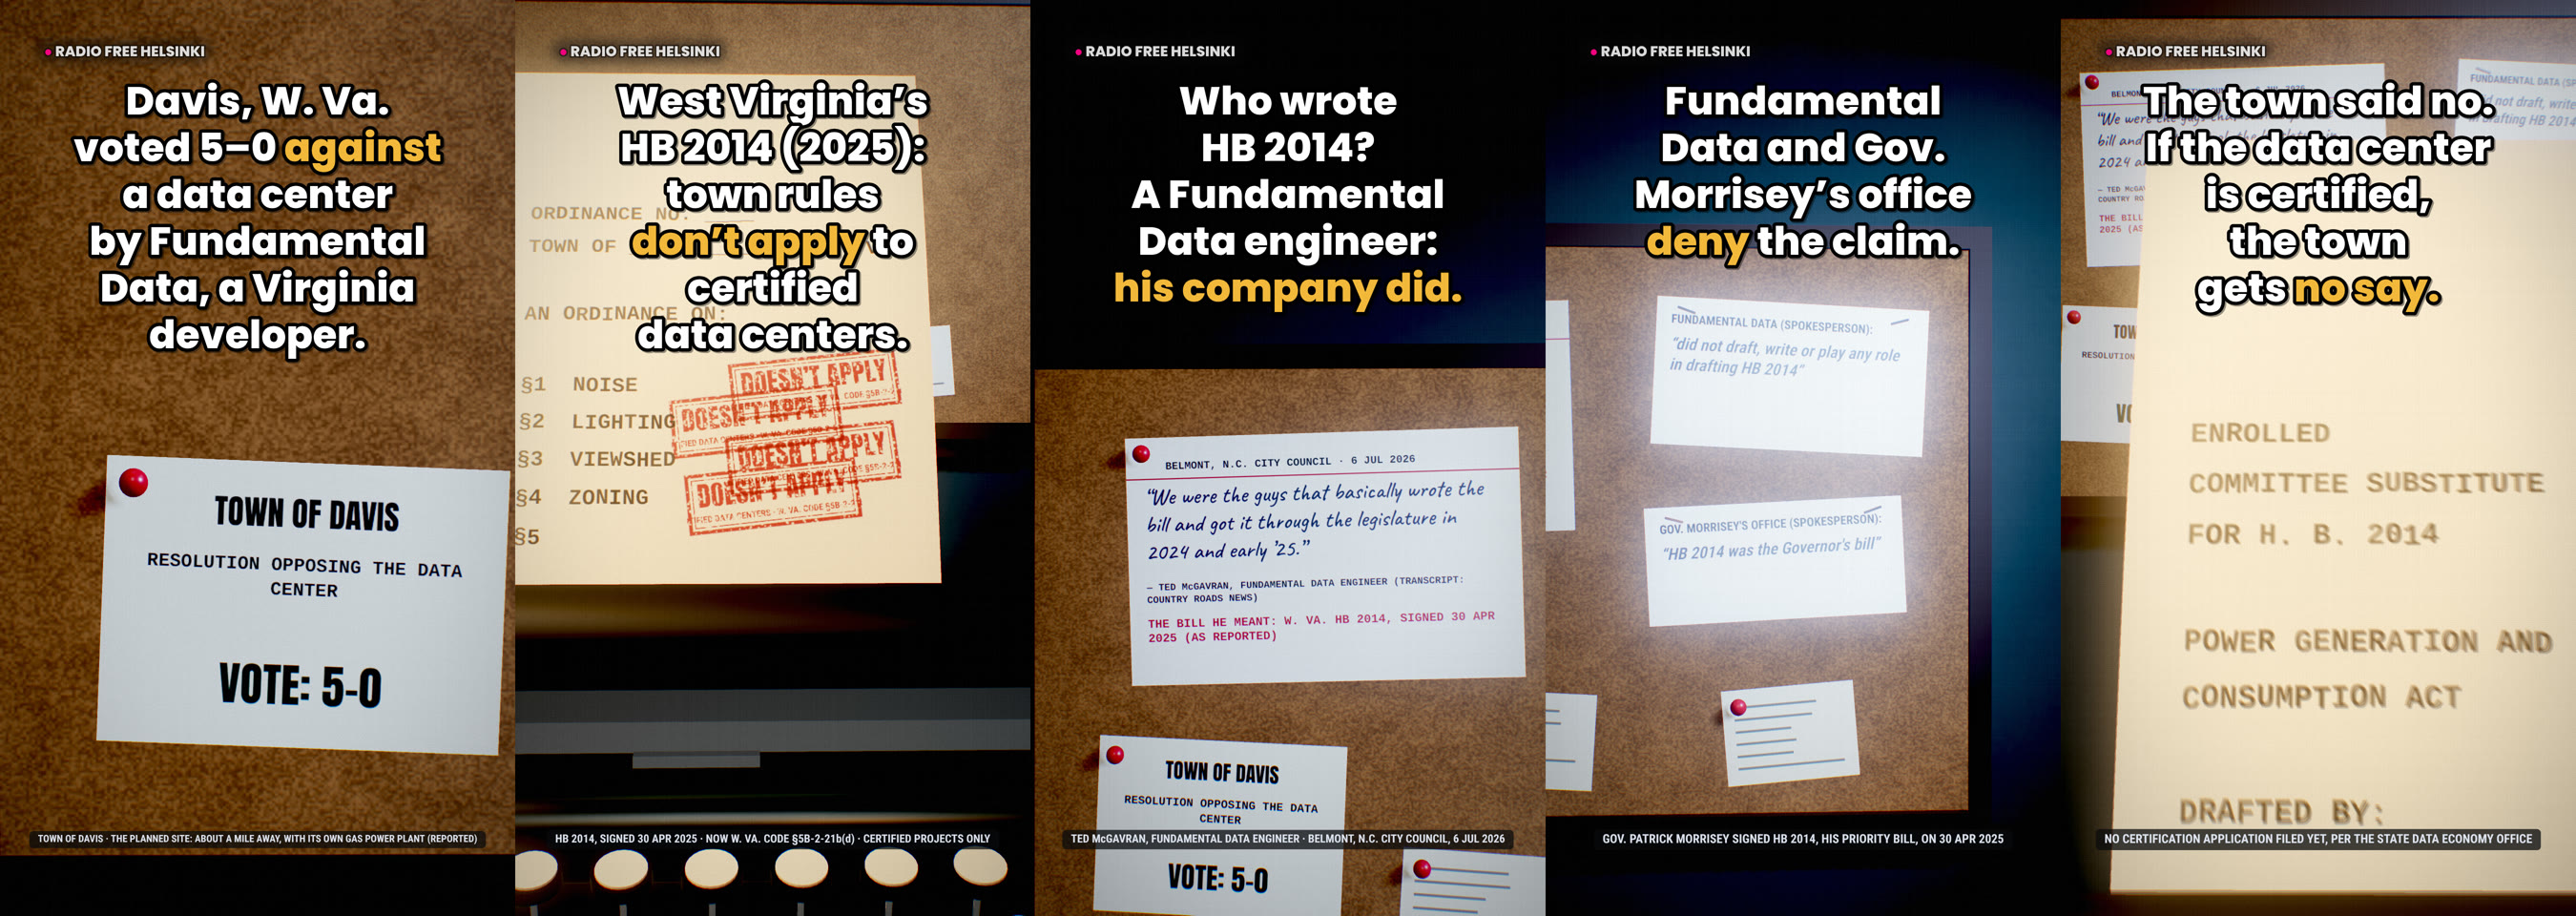 RADIO FREE HELSINKI
Davis, W. Va.
voted 5–0 against
a data center
by Fundamental
Data, a Virginia
developer.
TOWN OF DAVIS
RESOLUTION OPPOSING THE DATA
CENTER
VOTE: 5-0
TOWN OF DAVIS · THE PLANNED SITE: ABOUT A MILE AWAY, WITH ITS OWN GAS POWER PLANT (REPORTED)
RADIO FREE HELSINKI
West Virginia's
HB 2014 (2025):
town rules
don't apply to
certified
data centers.
ORDINANCE NO.
TOWN OF
AN ORDINANCE ON:
§1 NOISE
§2 LIGHTING
§3 VIEWSHED
§4 ZONING
§5
DOESN'T APPLY
DOESN'T APPLY
DOESN'T APPLY
DOESN'T APPLY
HB 2014, SIGNED 30 APR 2025 · NOW W. VA. CODE §5B-2-21b(d) · CERTIFIED PROJECTS ONLY
RADIO FREE HELSINKI
Who wrote
HB 2014?
A Fundamental
Data engineer:
his company did.
BELMONT, N.C. CITY COUNCIL · 6 JUL 2026
"We were the guys that basically wrote the
bill and got it through the legislature in
2024 and early '25."
— TED McGAVRAN, FUNDAMENTAL DATA ENGINEER (TRANSCRIPT:
COUNTRY ROADS NEWS)
THE BILL HE MEANT: W. VA. HB 2014, SIGNED 30 APR
2025 (AS REPORTED)
TOWN OF DAVIS
RESOLUTION OPPOSING THE DATA
CENTER
VOTE: 5-0
TED McGAVRAN, FUNDAMENTAL DATA ENGINEER · BELMONT, N.C. CITY COUNCIL, 6 JUL 2026
RADIO FREE HELSINKI
Fundamental
Data and Gov.
Morrisey's office
deny the claim.
FUNDAMENTAL DATA (SPOKESPERSON):
"did not draft, write or play any role
in drafting HB 2014"
GOV. MORRISEY'S OFFICE (SPOKESPERSON):
"HB 2014 was the Governor's bill"
GOV. PATRICK MORRISEY SIGNED HB 2014, HIS PRIORITY BILL, ON 30 APR 2025
RADIO FREE HELSINKI
The town said no.
If the data center
is certified,
the town
gets no say.
ENROLLED
COMMITTEE SUBSTITUTE
FOR H. B. 2014
POWER GENERATION AND
CONSUMPTION ACT
DRAFTED BY:
NO CERTIFICATION APPLICATION FILED YET, PER THE STATE DATA ECONOMY OFFICE